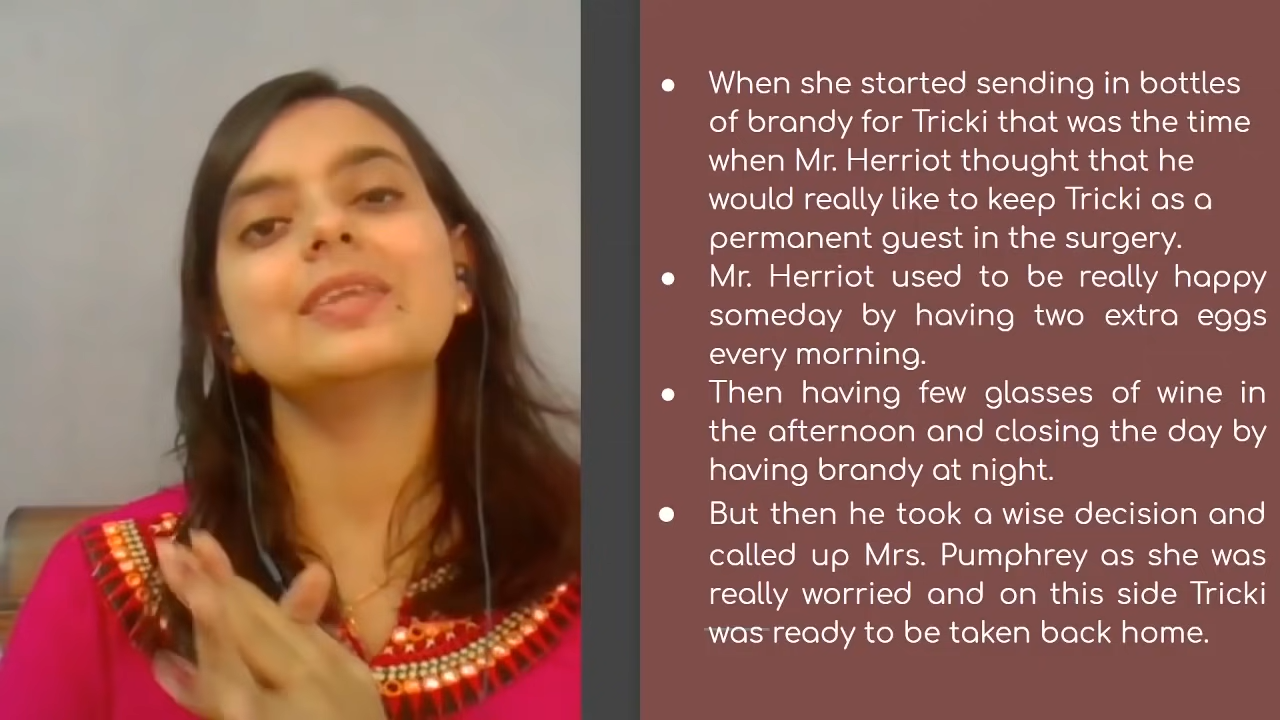 ● When she started sending in bottles
of brandy for Tricki that was the time
when Mr. Herriot thought that he
would really like to keep Tricki as a
permanent guest in the surgery.
● Mr. Herriot used to be really happy
someday by having two extra eggs
every morning.
● Then having few glasses of wine in
the afternoon and closing the day by
having brandy at night.
● But then he took a wise decision and
called up Mrs. Pumphrey as she was
really worried and on this side Tricki
was ready to be taken back home.